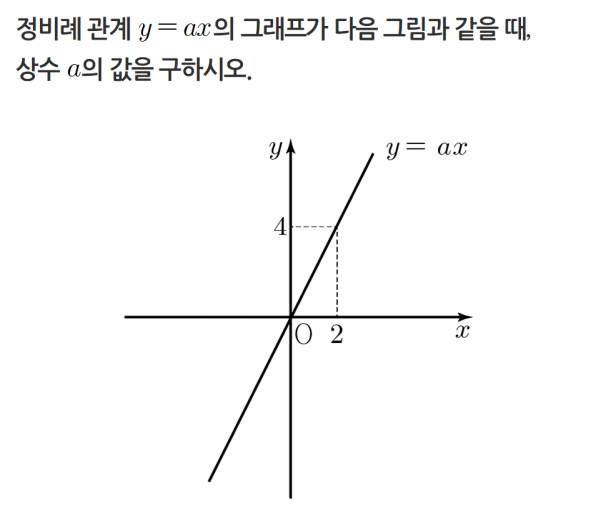 정비례 관계 y = ax의 그래프가 다음 그림과 같을 때,
상수 a의 값을 구하시오.
y
y = ax
4
O
2
x